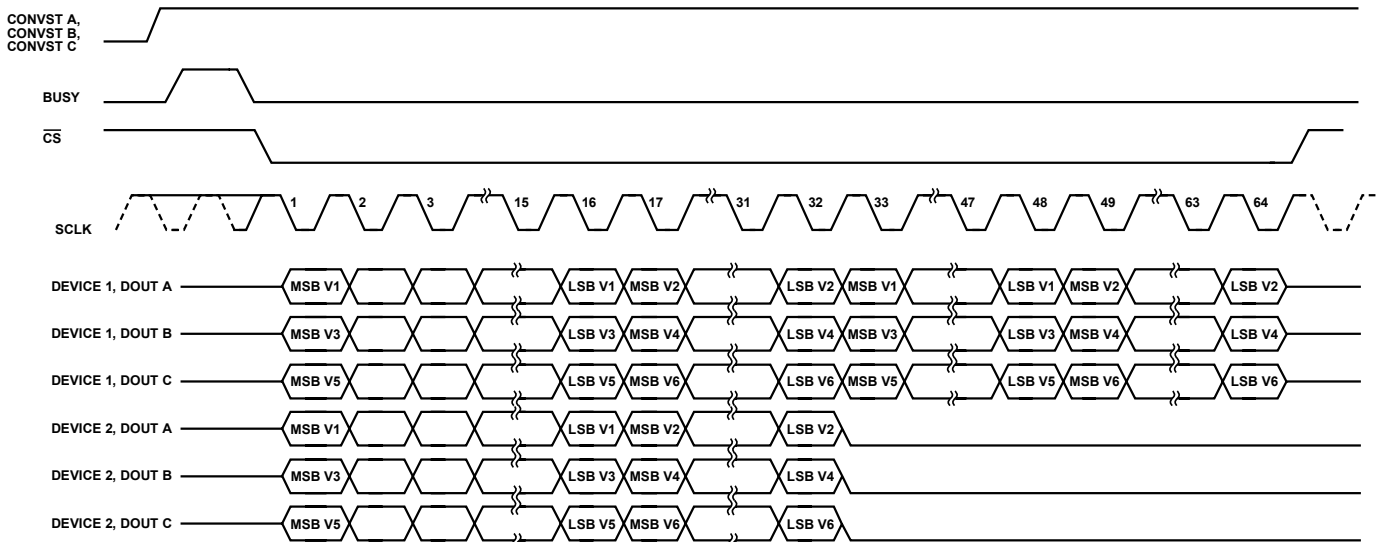 CONVST A,
CONVST B,
CONVST C
BUSY
CS
SCLK
1 2 3 15 16 17 31 32 33 47 48 49 63 64
DEVICE 1, DOUT A MSB V1 LSB V1 MSB V2 LSB V2 MSB V1 LSB V1 MSB V2 LSB V2
DEVICE 1, DOUT B MSB V3 LSB V3 MSB V4 LSB V4 MSB V3 LSB V3 MSB V4 LSB V4
DEVICE 1, DOUT C MSB V5 LSB V5 MSB V6 LSB V6 MSB V5 LSB V5 MSB V6 LSB V6
DEVICE 2, DOUT A MSB V1 LSB V1 MSB V2 LSB V2
DEVICE 2, DOUT B MSB V3 LSB V3 MSB V4 LSB V4
DEVICE 2, DOUT C MSB V5 LSB V5 MSB V6 LSB V6